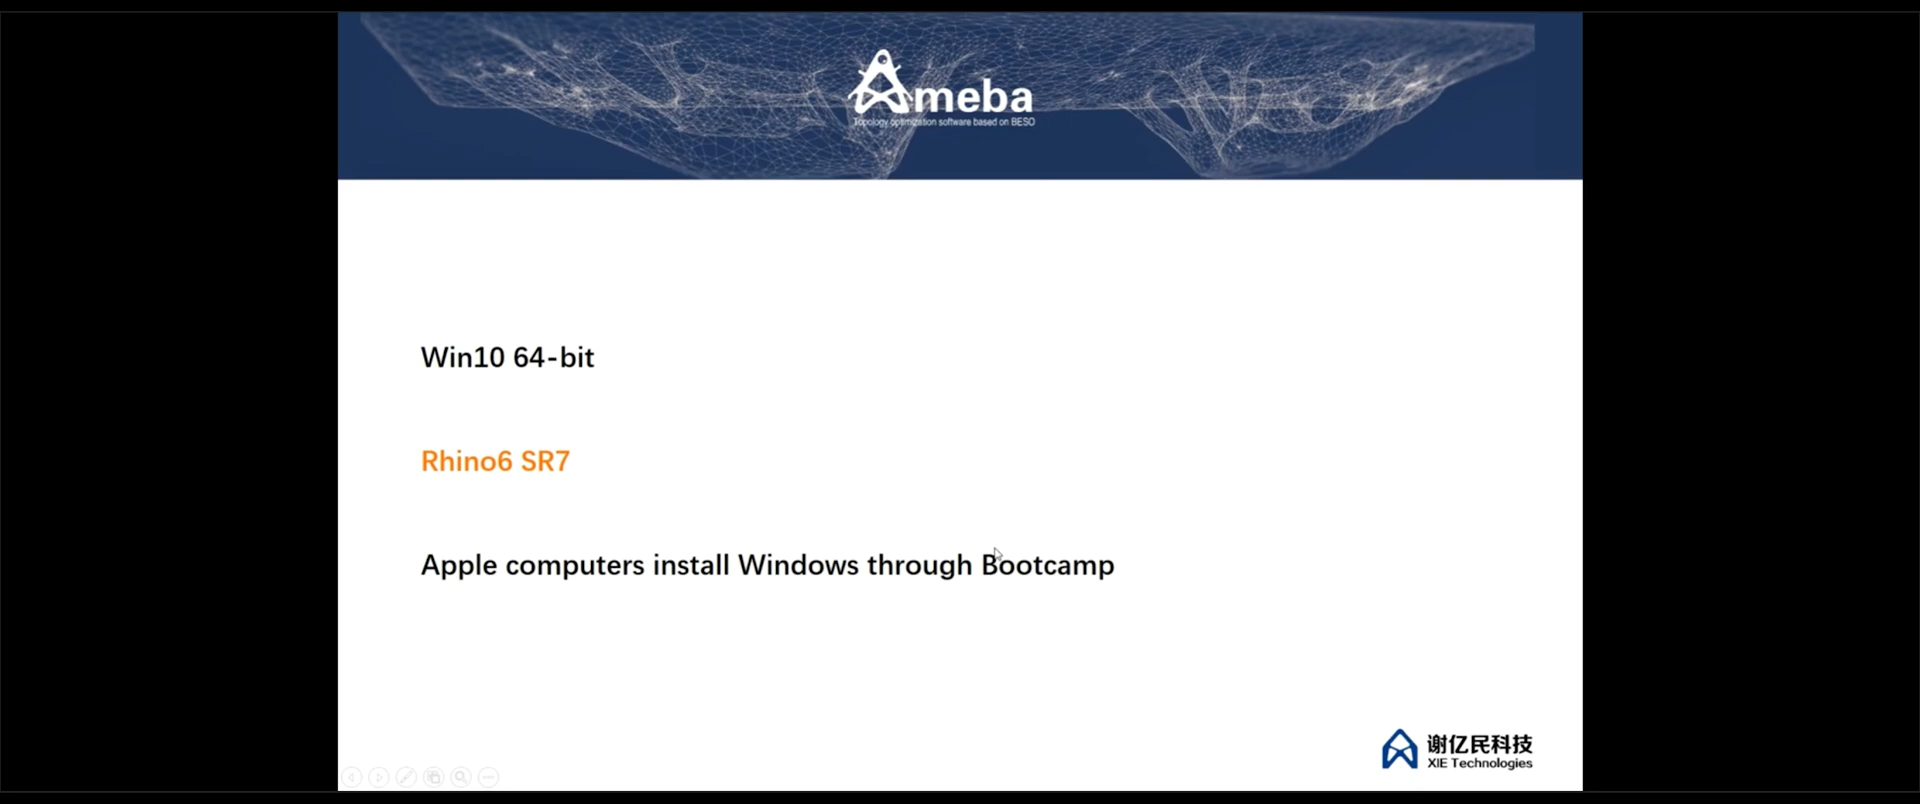 Ameba
Topology optimization software based on BESO
Win10 64-bit
Rhino6 SR7
Apple computers install Windows through Bootcamp
谢亿民科技
XIE Technologies